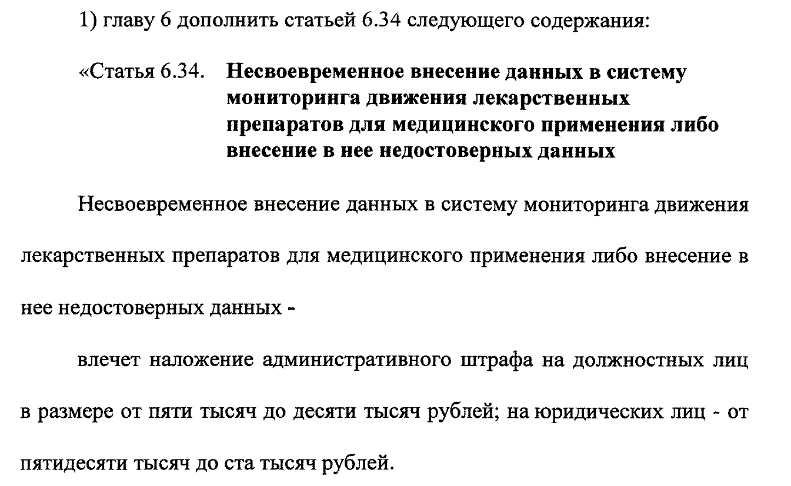 1) главу 6 дополнить статьей 6.34 следующего содержания:
«Статья 6.34. Несвоевременное внесение данных в систему
мониторинга движения лекарственных
препаратов для медицинского применения либо
внесение в нее недостоверных данных
Несвоевременное внесение данных в систему мониторинга движения
лекарственных препаратов для медицинского применения либо внесение в
нее недостоверных данных -
влечет наложение административного штрафа на должностных лиц
в размере от пяти тысяч до десяти тысяч рублей; на юридических лиц - от
пятидесяти тысяч до ста тысяч рублей.